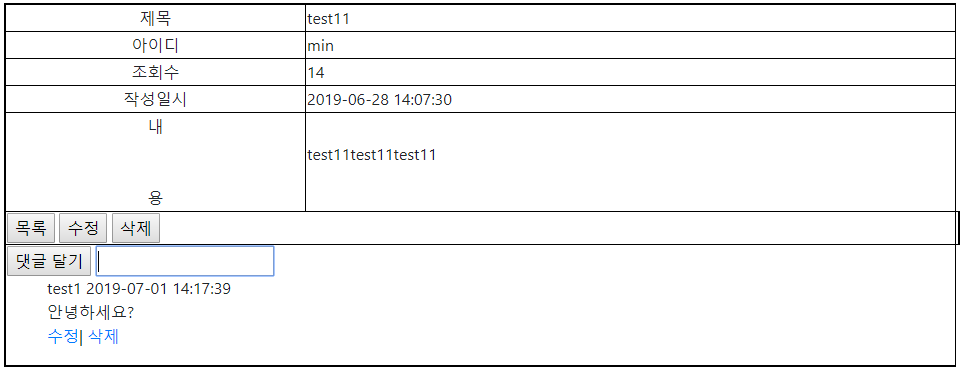 제목 test11
아이디 min
조회수 14
작성일시 2019-06-28 14:07:30
내
test11test11test11
용
목록 수정 삭제
댓글 달기
test1 2019-07-01 14:17:39
안녕하세요?
수정| 삭제